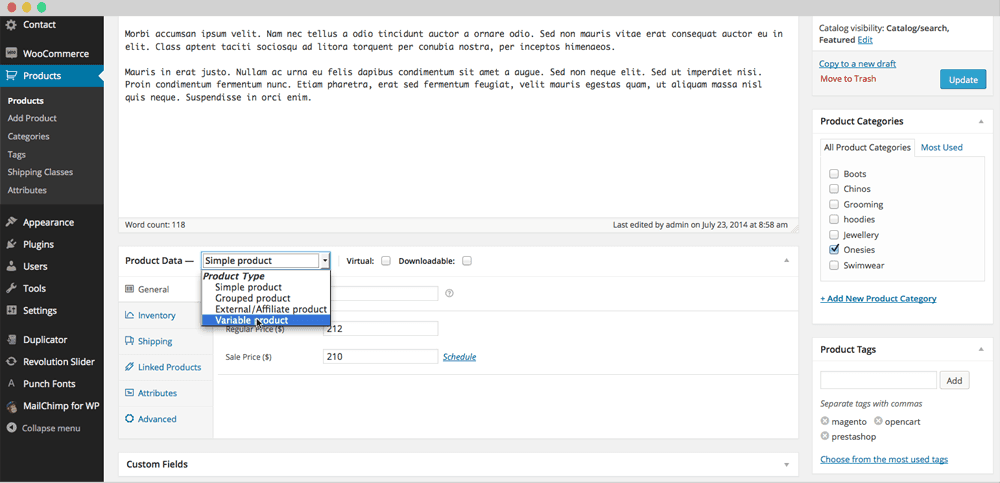 Contact
WooCommerce
Products
Products
Add Product
Categories
Tags
Shipping Classes
Attributes
Appearance
Plugins
Users
Tools
Settings
Duplicator
Revolution Slider
Punch Fonts
MailChimp for WP
Collapse menu
Morbi accumsan ipsum velit. Nam nec tellus a odio tincidunt auctor a ornare odio. Sed non mauris vitae erat consequat auctor eu in
elit. Class aptent taciti sociosqu ad litora torquent per conubia nostra, per inceptos himenaeos.
Mauris in erat justo. Nullam ac urna eu felis dapibus condimentum sit amet a augue. Sed non neque elit. Sed ut imperdiet nisi.
Proin condimentum fermentum nunc. Etiam pharetra, erat sed fermentum feugiat, velit mauris egestas quam, ut aliquam massa nisl
quis neque. Suspendisse in orci enim.
Word count: 118
Last edited by admin on July 23, 2014 at 8:58 am
Product Data — Simple product Virtual: Downloadable:
Product Type
Simple product
Grouped product
External/Affiliate product
Variable product
General
Inventory
Shipping
Linked Products
Attributes
Advanced
Regular Price ($) 212
Sale Price ($) 210 Schedule
Custom Fields
Catalog visibility: Catalog/search,
Featured Edit
Copy to a new draft
Move to Trash
Update
Product Categories
All Product Categories Most Used
Boots
Chinos
Grooming
hoodies
Jewellery
Onesies
Swimwear
+ Add New Product Category
Product Tags
Add
Separate tags with commas
magento opencart
prestashop
Choose from the most used tags